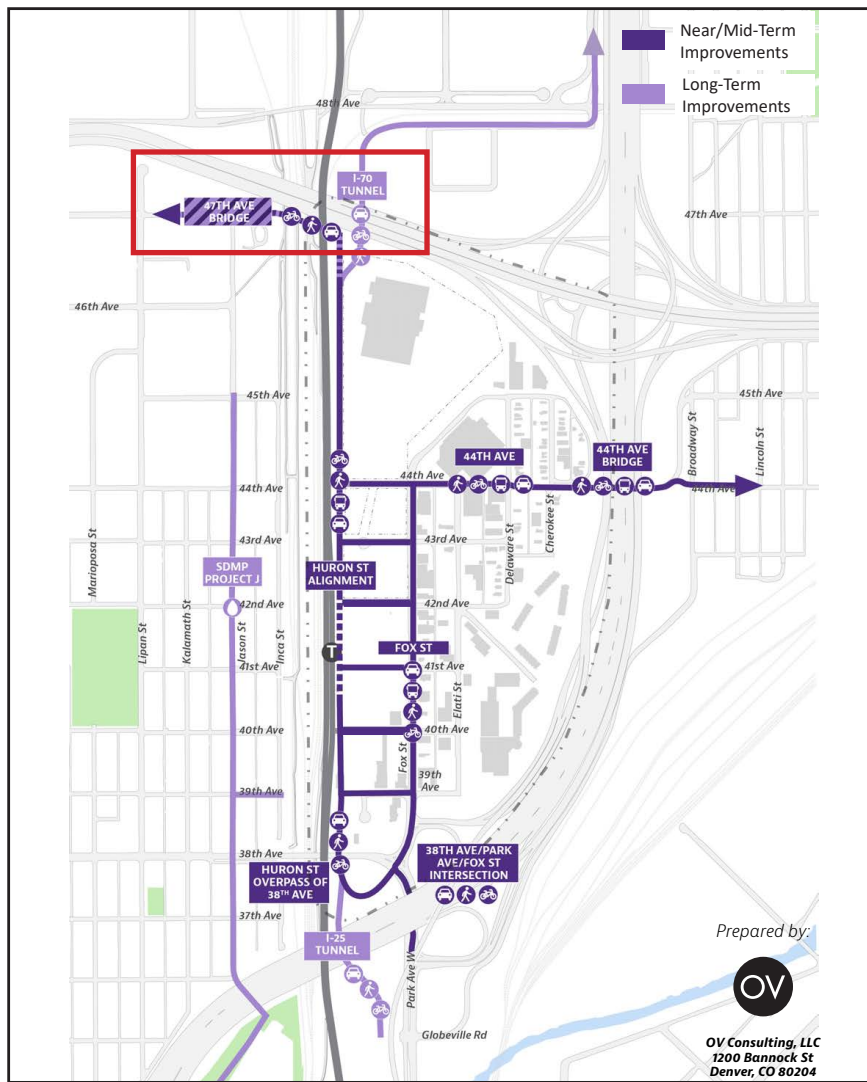 Near/Mid-Term
Improvements
Long-Term
Improvements
48th Ave
I-70
TUNNEL
47TH AVE
BRIDGE
47th Ave
46th Ave
45th Ave
45th Ave
Broadway St
Lincoln St
44TH AVE
44TH AVE
BRIDGE
44th Ave
44th Ave
44th Ave
Marioposa St
43rd Ave
43rd Ave
Delaware St
Cherokee St
SDMP
PROJECT J
HURON ST
ALIGNMENT
42nd Ave
42nd Ave
Lipan St
Kalamath St
Jason St
Inca St
T
FOX ST
41st Ave
41st Ave
Elati St
40th Ave
40th Ave
Fox St
39th
Ave
39th Ave
38th Ave
HURON ST
OVERPASS OF
38TH AVE
38TH AVE/PARK
AVE/FOX ST
INTERSECTION
37th Ave
I-25
TUNNEL
Park Ave W
Globeville Rd
Prepared by:
OV
OV Consulting, LLC
1200 Bannock St
Denver, CO 80204